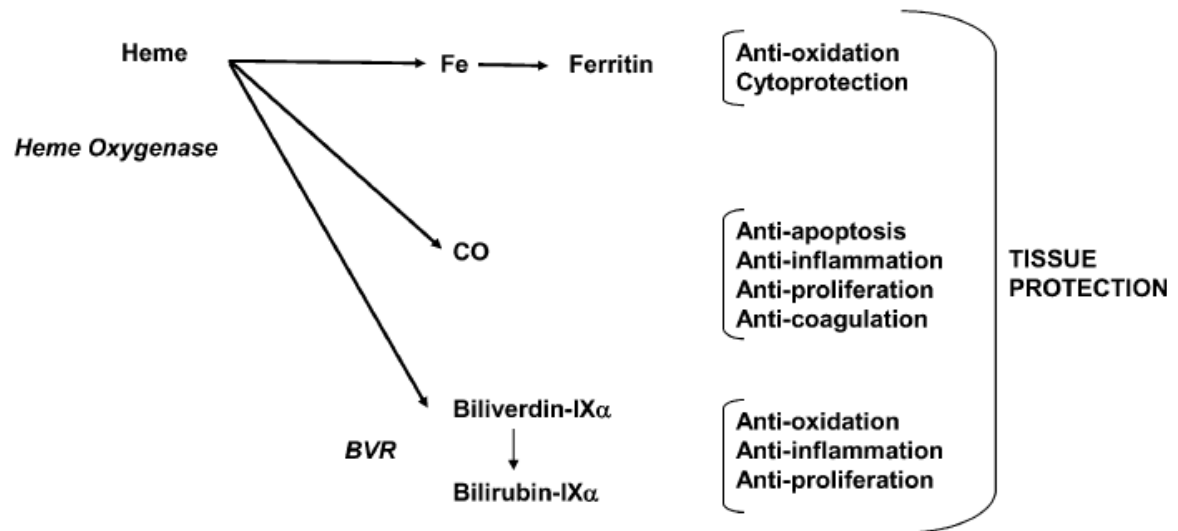 Heme
Fe
Ferritin
Anti-oxidation
Cytoprotection
Heme Oxygenase
CO
Anti-apoptosis
Anti-inflammation
Anti-proliferation
Anti-coagulation
TISSUE
PROTECTION
Biliverdin-IXα
BVR
Bilirubin-IXα
Anti-oxidation
Anti-inflammation
Anti-proliferation